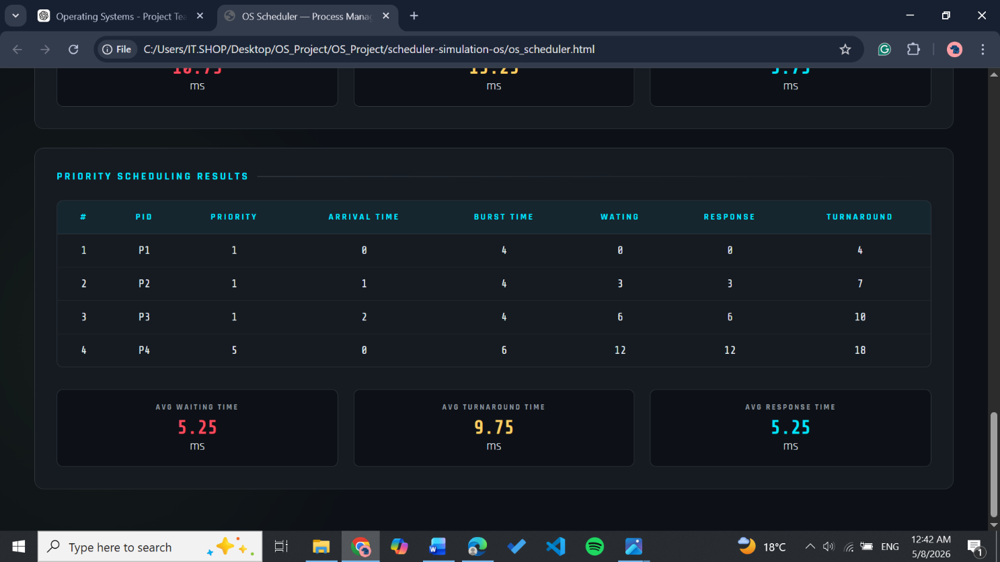 Operating Systems - Project Tea
OS Scheduler — Process Manag
File
C:/Users/IT.SHOP/Desktop/OS_Project/OS_Project/scheduler-simulation-os/os_scheduler.html
ms ms ms
PRIORITY SCHEDULING RESULTS
# PID PRIORITY ARRIVAL TIME BURST TIME WATING RESPONSE TURNAROUND
1 P1 1 0 4 0 0 4
2 P2 1 1 4 3 3 7
3 P3 1 2 4 6 6 10
4 P4 5 0 6 12 12 18
AVG WAITING TIME AVG TURNAROUND TIME AVG RESPONSE TIME
5.25 9.75 5.25
ms ms ms
Type here to search
18°C
ENG
12:42 AM
5/8/2026
1